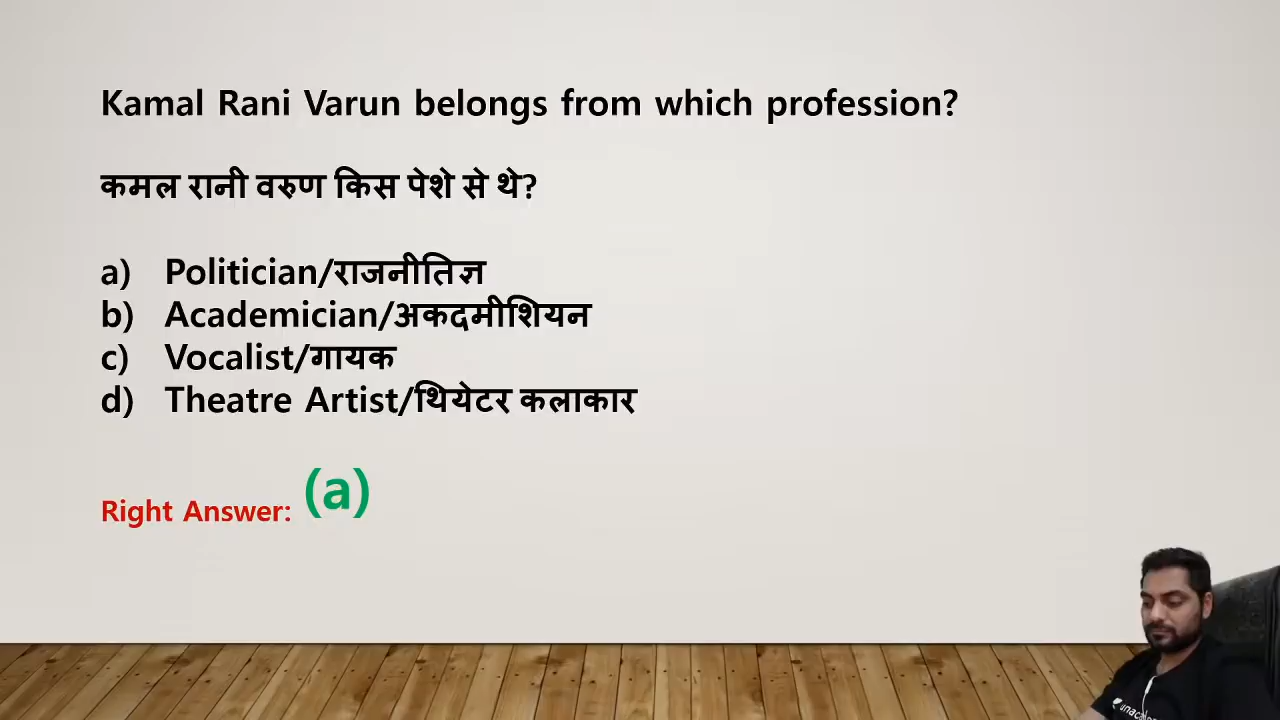 Kamal Rani Varun belongs from which profession?
कमल रानी वरुण किस पेशे से थे?
a) Politician/राजनीतिज्ञ
b) Academician/अकदमीशियन
c) Vocalist/गायक
d) Theatre Artist/थियेटर कलाकार
Right Answer: (a)